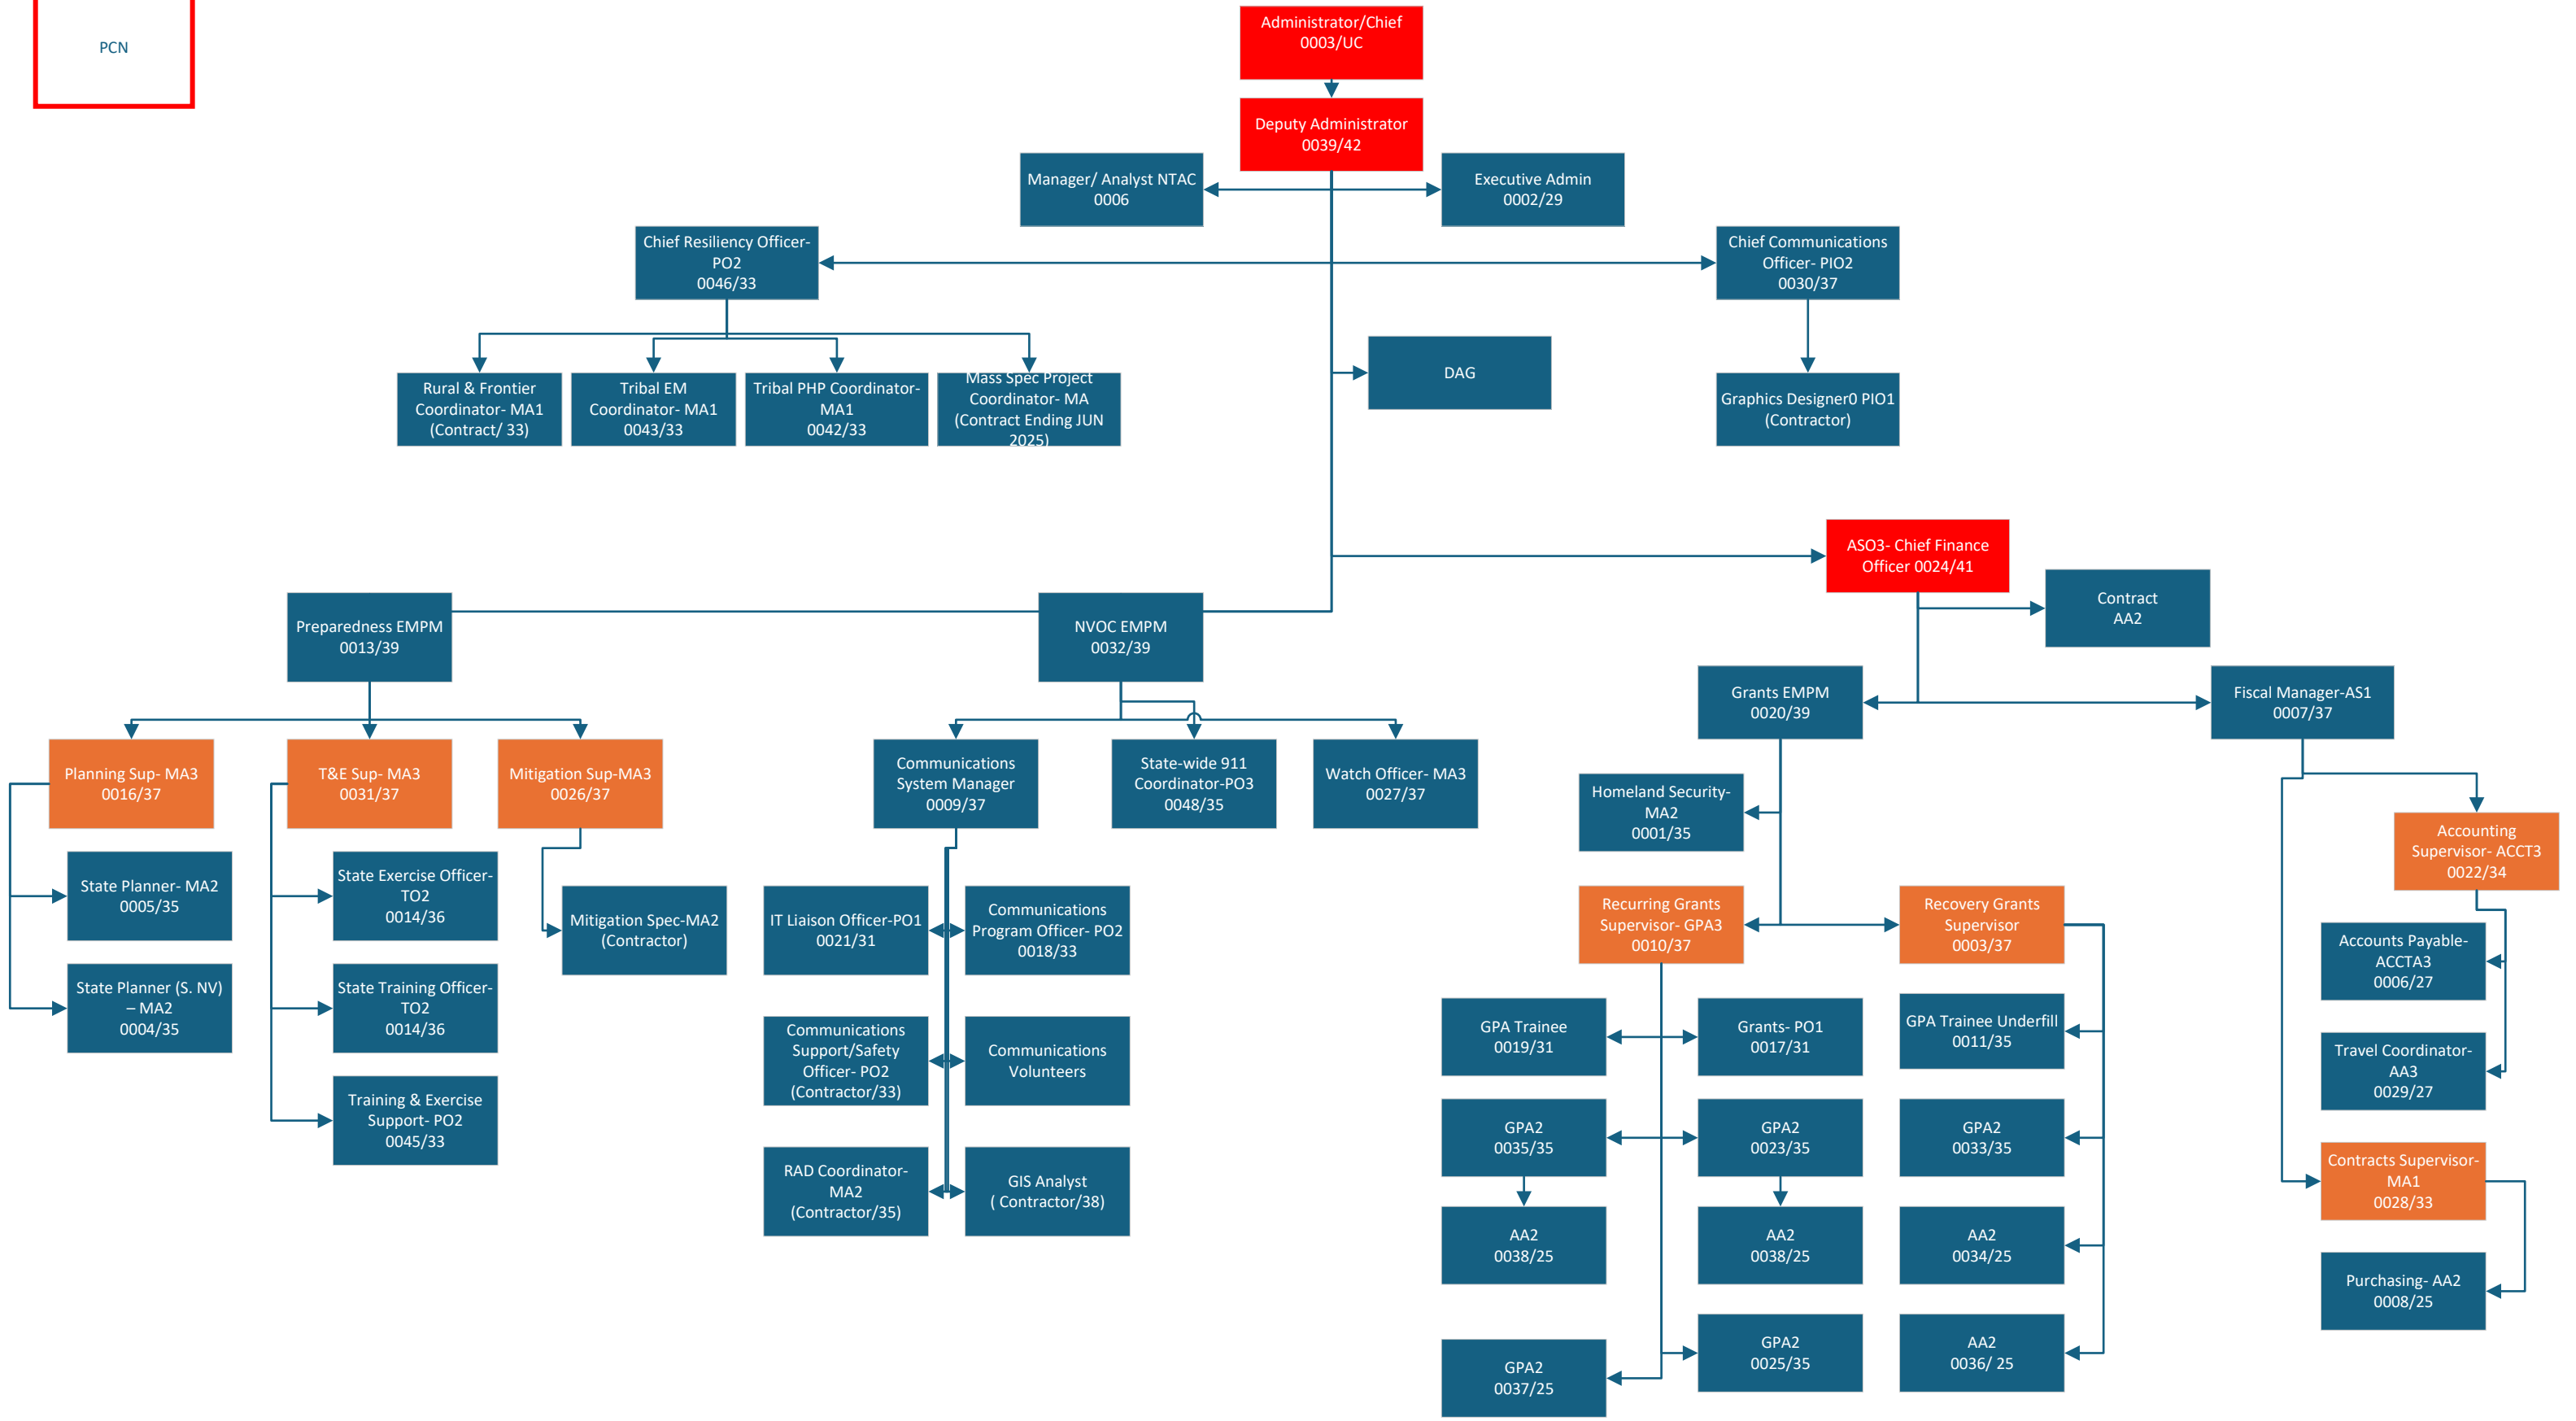 PCN
Administrator/Chief
0003/UC
Deputy Administrator
0039/42
Manager/ Analyst NTAC
0006
Executive Admin
0002/29
Chief Resiliency Officer-
PO2
0046/33
Chief Communications
Officer- PIO2
0030/37
Rural & Frontier
Coordinator- MA1
(Contract/ 33)
Tribal EM
Coordinator- MA1
0043/33
Tribal PHP Coordinator-
MA1
0042/33
Mass Spec Project
Coordinator- MA
(Contract Ending JUN
2025)
DAG
Graphics Designer0 PIO1
(Contractor)
ASO3- Chief Finance
Officer 0024/41
Contract
AA2
Preparedness EMPM
0013/39
NVOC EMPM
0032/39
Grants EMPM
0020/39
Fiscal Manager-AS1
0007/37
Planning Sup- MA3
0016/37
T&E Sup- MA3
0031/37
Mitigation Sup-MA3
0026/37
Communications
System Manager
0009/37
State-wide 911
Coordinator-PO3
0048/35
Watch Officer- MA3
0027/37
Homeland Security-
MA2
0001/35
Accounting
Supervisor- ACCT3
0022/34
State Planner- MA2
0005/35
State Exercise Officer-
TO2
0014/36
Mitigation Spec-MA2
(Contractor)
IT Liaison Officer-PO1
0021/31
Communications
Program Officer- PO2
0018/33
Recurring Grants
Supervisor- GPA3
0010/37
Recovery Grants
Supervisor
0003/37
Accounts Payable-
ACCTA3
0006/27
State Planner (S. NV)
– MA2
0004/35
State Training Officer-
TO2
0014/36
Communications
Support/Safety
Officer- PO2
(Contractor/33)
Communications
Volunteers
GPA Trainee
0019/31
Grants- PO1
0017/31
GPA Trainee Underfill
0011/35
Travel Coordinator-
AA3
0029/27
Training & Exercise
Support- PO2
0045/33
GPA2
0035/35
GPA2
0023/35
GPA2
0033/35
RAD Coordinator-
MA2
(Contractor/35)
GIS Analyst
( Contractor/38)
Contracts Supervisor-
MA1
0028/33
AA2
0038/25
AA2
0038/25
AA2
0034/25
Purchasing- AA2
0008/25
GPA2
0037/25
GPA2
0025/35
AA2
0036/ 25